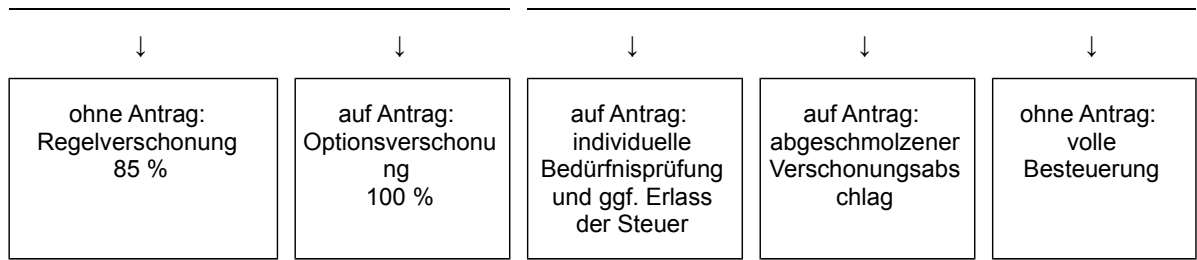 ↓ ↓ ↓ ↓ ↓
ohne Antrag:
Regelverschonung
85 %
auf Antrag:
Optionsverschonu
ng
100 %
auf Antrag:
individuelle
Bedürfnisprüfung
und ggf. Erlass
der Steuer
auf Antrag:
abgeschmolzener
Verschonungsabs
chlag
ohne Antrag:
volle
Besteuerung